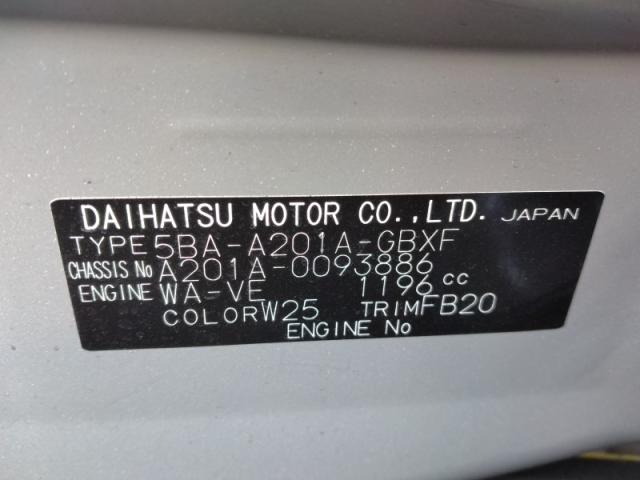 DAIHATSU MOTOR CO.,LTD. JAPAN
TYPE 5BA-A201A-GBXF
CHASSIS No A201A-0093886
ENGINE WA-VE 1196 cc
COLOR W25 TRIM FB20
ENGINE No